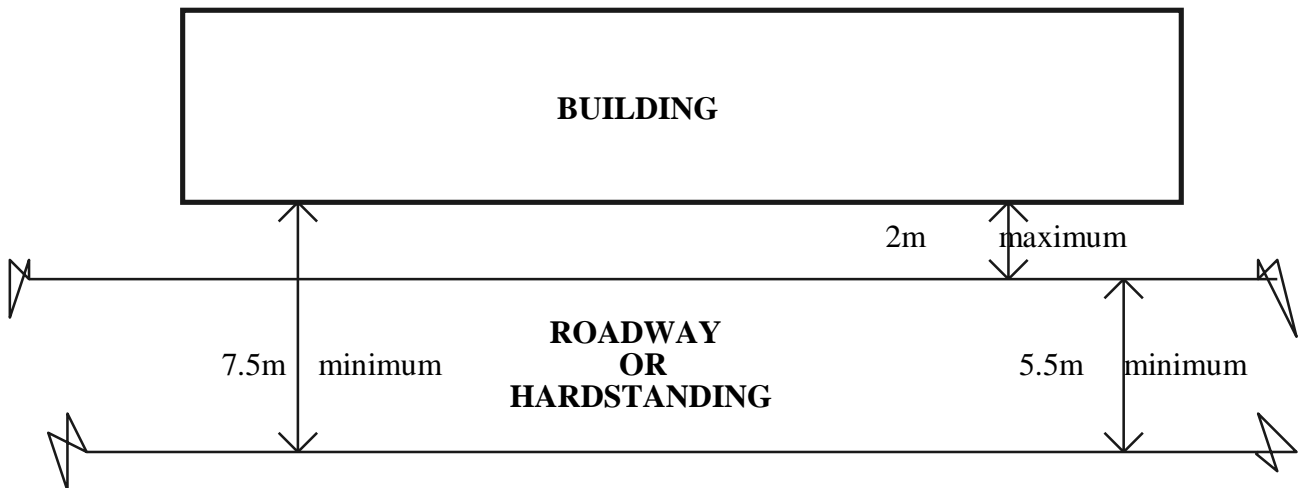 BUILDING
2m maximum
ROADWAY
OR
7.5m minimum
5.5m minimum
HARDSTANDING